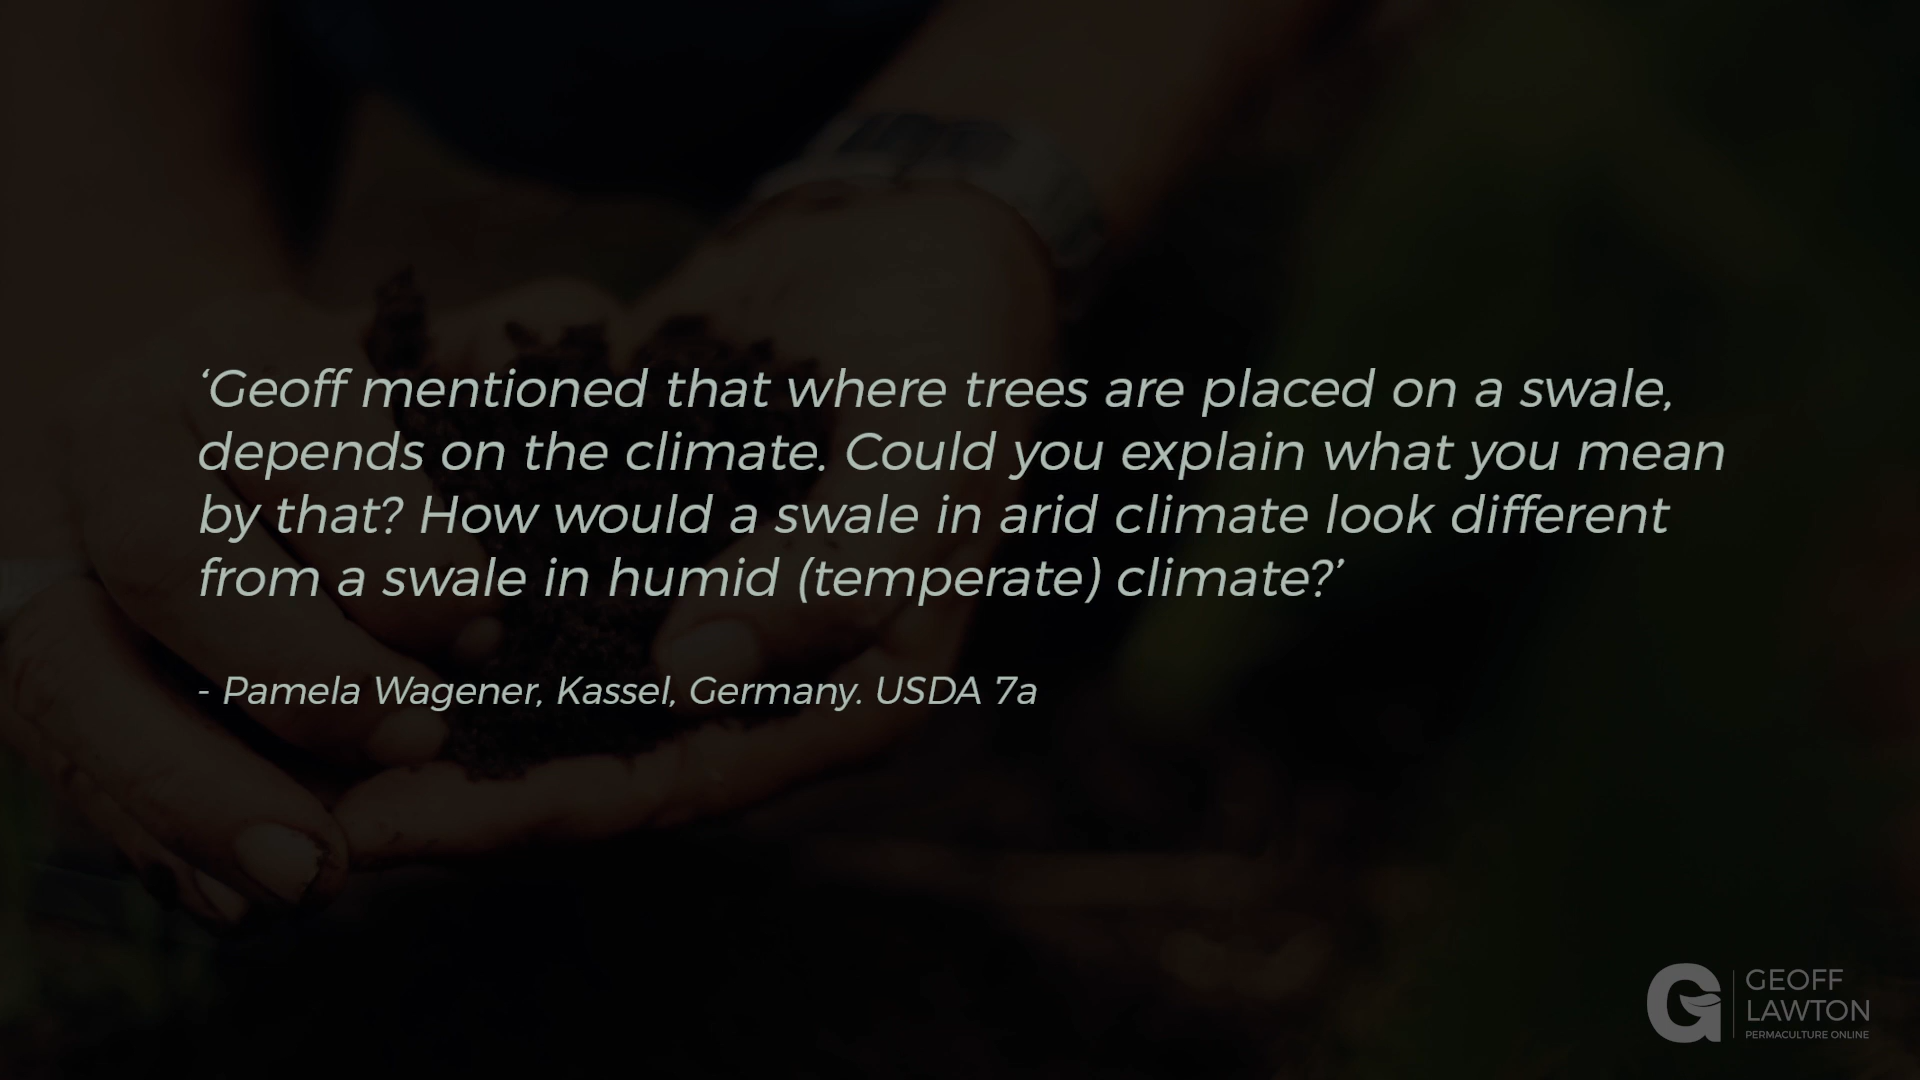 ‘Geoff mentioned that where trees are placed on a swale,
depends on the climate. Could you explain what you mean
by that? How would a swale in arid climate look different
from a swale in humid (temperate) climate?’
- Pamela Wagener, Kassel, Germany. USDA 7a
GEOFF
LAWTON
PERMACULTURE ONLINE